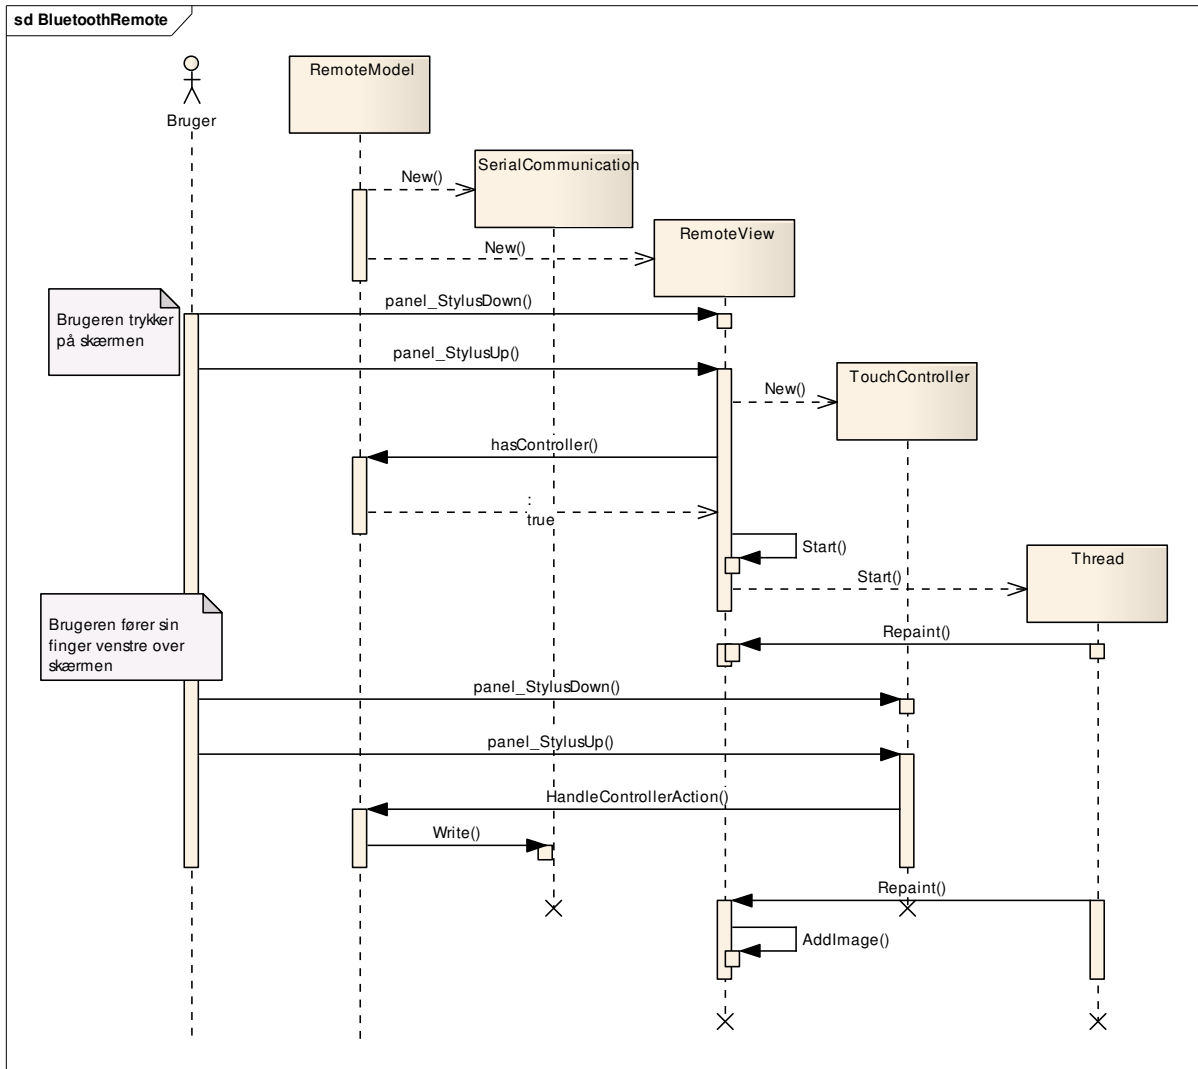 sd BluetoothRemote
Bruger
RemoteModel
SerialCommunication
New()
RemoteView
New()
Brugeren trykker
på skærmen
panel_StylusDown()
panel_StylusUp()
TouchController
New()
hasController()
:
true
Start()
Thread
Start()
Brugeren fører sin
finger venstre over
skærmen
Repaint()
panel_StylusDown()
panel_StylusUp()
HandleControllerAction()
Write()
Repaint()
AddImage()